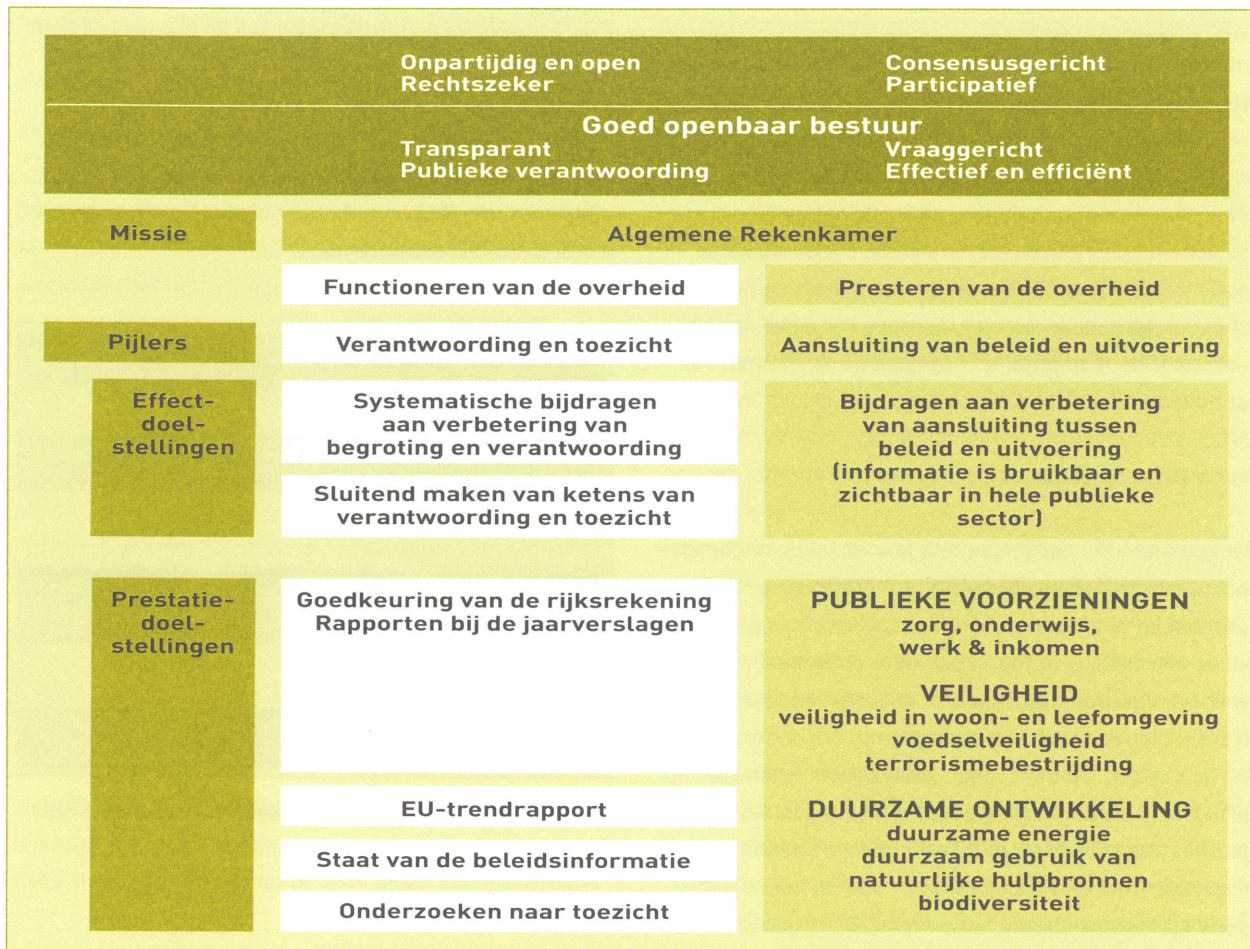 Onpartijdig en open
Rechtszeker
Consensusgericht
Participatief
Goed openbaar bestuur
Transparant
Publieke verantwoording
Vraaggericht
Effectief en efficiënt
Missie
Algemene Rekenkamer
Functioneren van de overheid
Presteren van de overheid
Pijlers
Verantwoording en toezicht
Aansluiting van beleid en uitvoering
Effect-
doel-
stellingen
Systematische bijdragen
aan verbetering van
begroting en verantwoording
Sluitend maken van ketens van
verantwoording en toezicht
Bijdragen aan verbetering
van aansluiting tussen
beleid en uitvoering
(informatie is bruikbaar en
zichtbaar in hele publieke
sector)
Prestatie-
doel-
stellingen
Goedkeuring van de rijksrekening
Rapporten bij de jaarverslagen
EU-trendrapport
Staat van de beleidsinformatie
Onderzoeken naar toezicht
PUBLIEKE VOORZIENINGEN
zorg, onderwijs,
werk & inkomen
VEILIGHEID
veiligheid in woon- en leefomgeving
voedselveiligheid
terrorismebestrijding
DUURZAME ONTWIKKELING
duurzame energie
duurzaam gebruik van
natuurlijke hulpbronnen
biodiversiteit